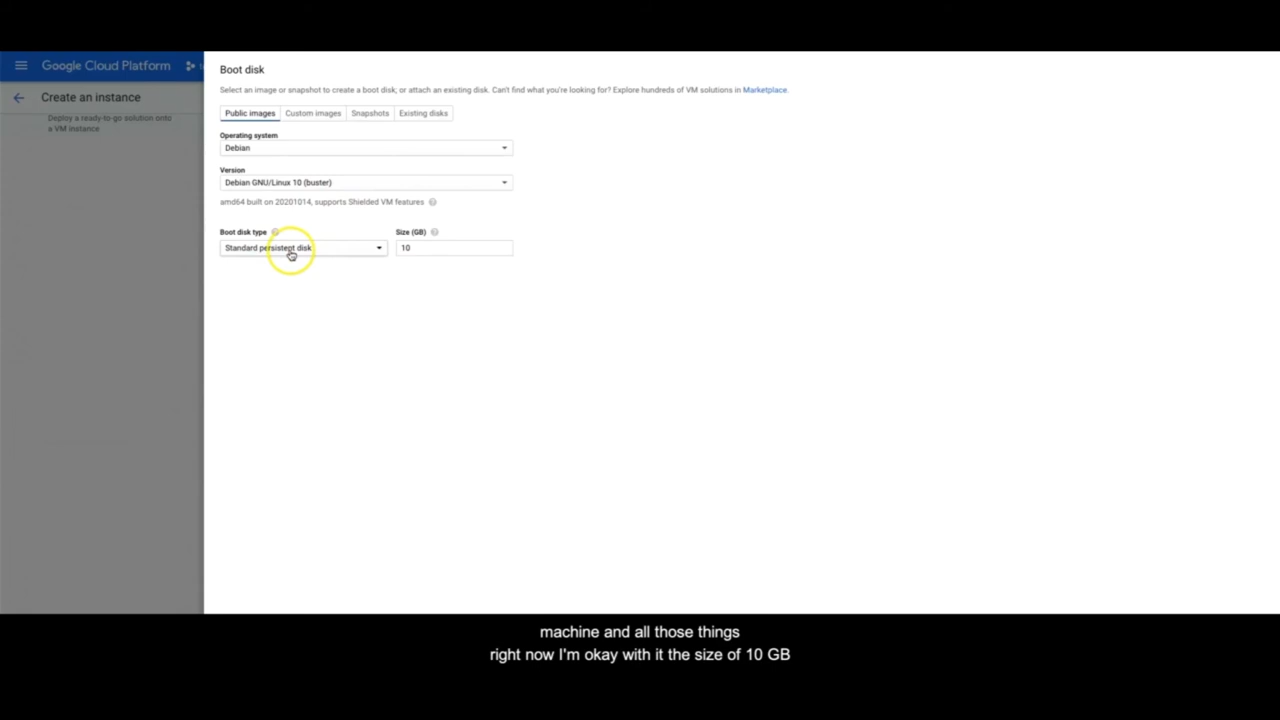 Google Cloud Platform
Create an instance
Deploy a ready-to-go solution onto
a VM instance
Boot disk
Select an image or snapshot to create a boot disk; or attach an existing disk. Can't find what you're looking for? Explore hundreds of VM solutions in Marketplace.
Public images Custom images Snapshots Existing disks
Operating system
Debian
Version
Debian GNU/Linux 10 (buster)
amd64 built on 20201014, supports Shielded VM features
Boot disk type Size (GB)
Standard persistent disk 10
machine and all those things
right now I'm okay with it the size of 10 GB